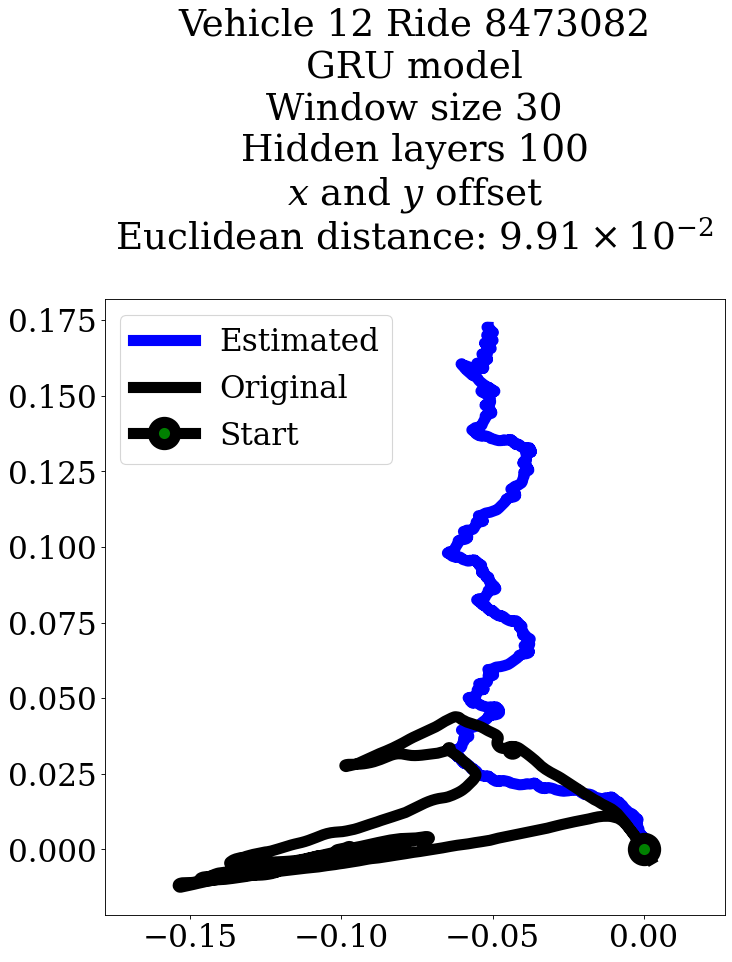 Vehicle 12 Ride 8473082
GRU model
Window size 30
Hidden layers 100
x and y offset
Euclidean distance: 9.91 × 10⁻²
Estimated
Original
Start
0.175
0.150
0.125
0.100
0.075
0.050
0.025
0.000
−0.15 −0.10 −0.05 0.00